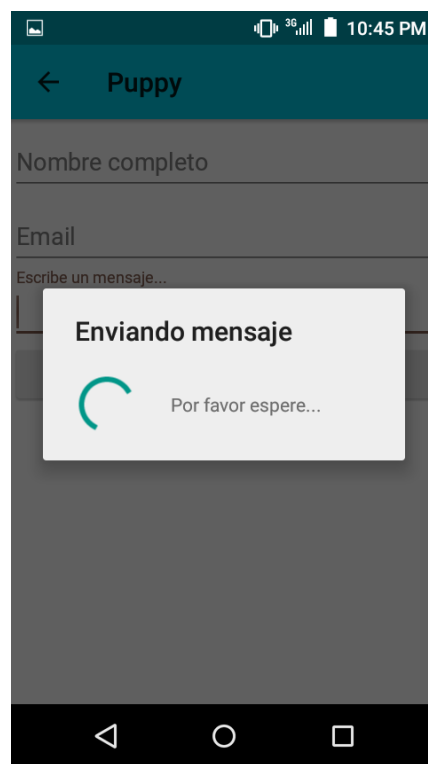 3G 10:45 PM
Puppy
Nombre completo
Email
Escribe un mensaje...
Enviando mensaje
Por favor espere...